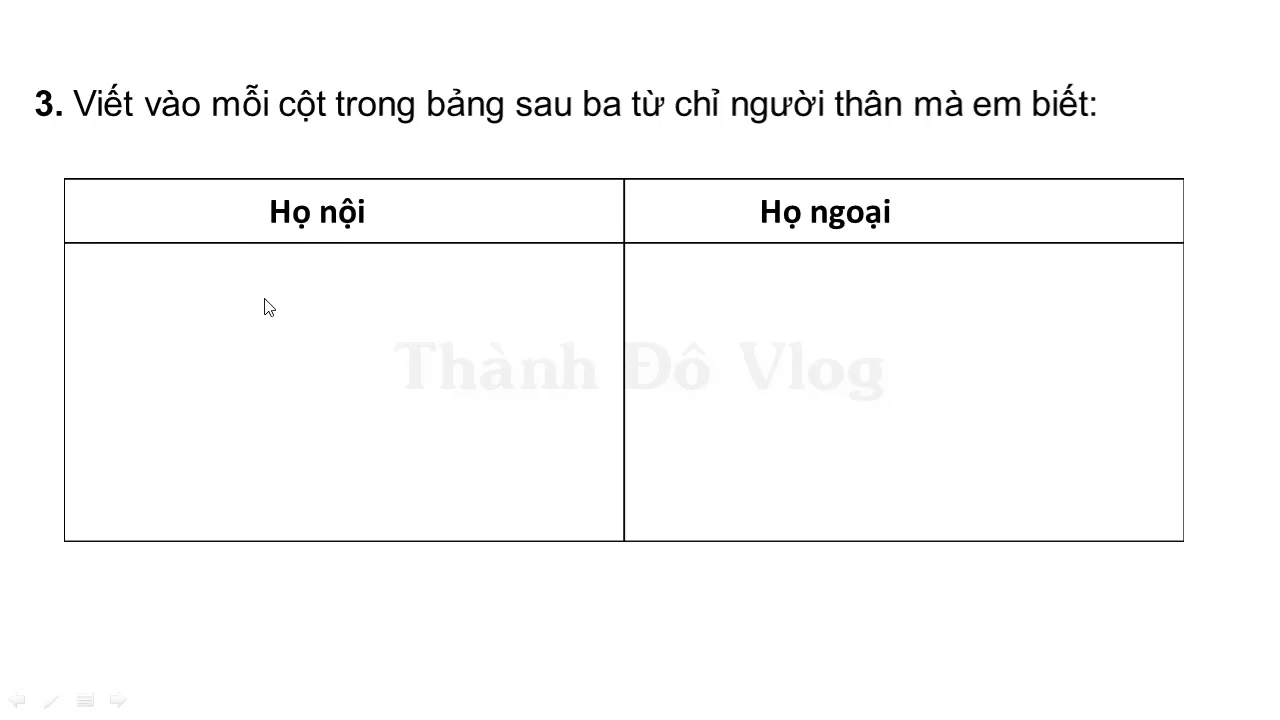 3. Viết vào mỗi cột trong bảng sau ba từ chỉ người thân mà em biết:
Họ nội
Họ ngoại
Thành Đô Vlog